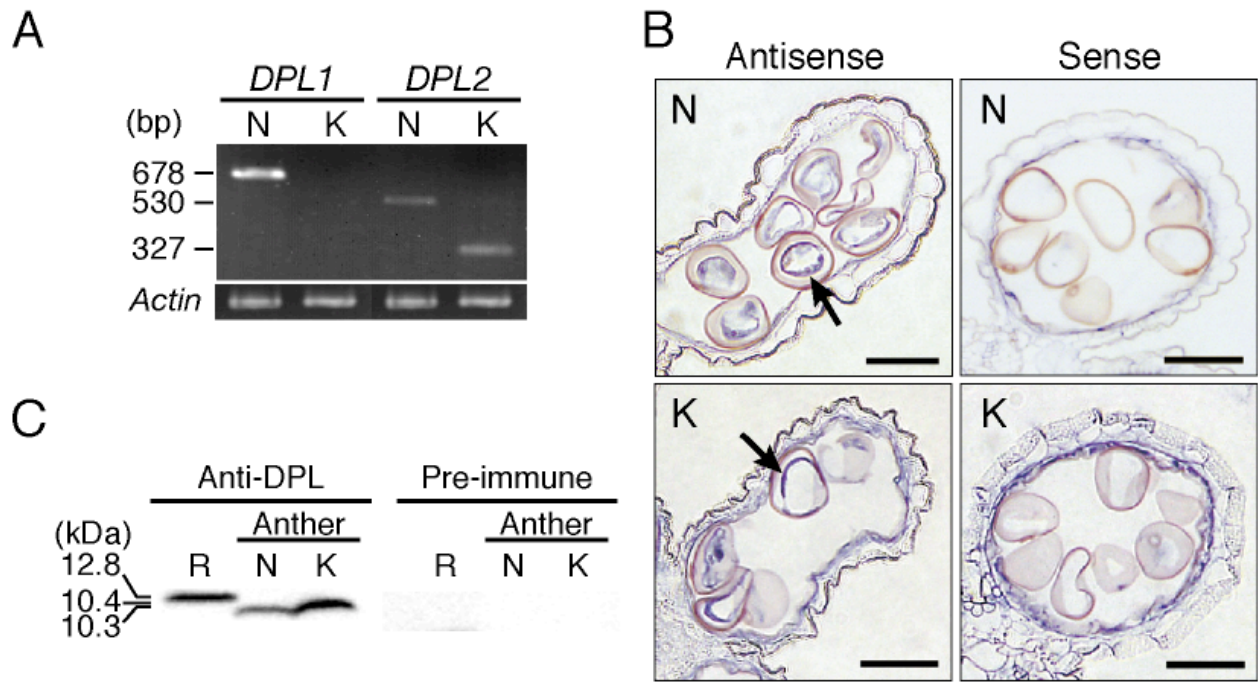 A
DPL1 DPL2
(bp) N K N K
678
530
327
Actin
B
Antisense Sense
N N
K K
C
Anti-DPL Pre-immune
Anther Anther
(kDa) R N K R N K
12.8
10.4
10.3